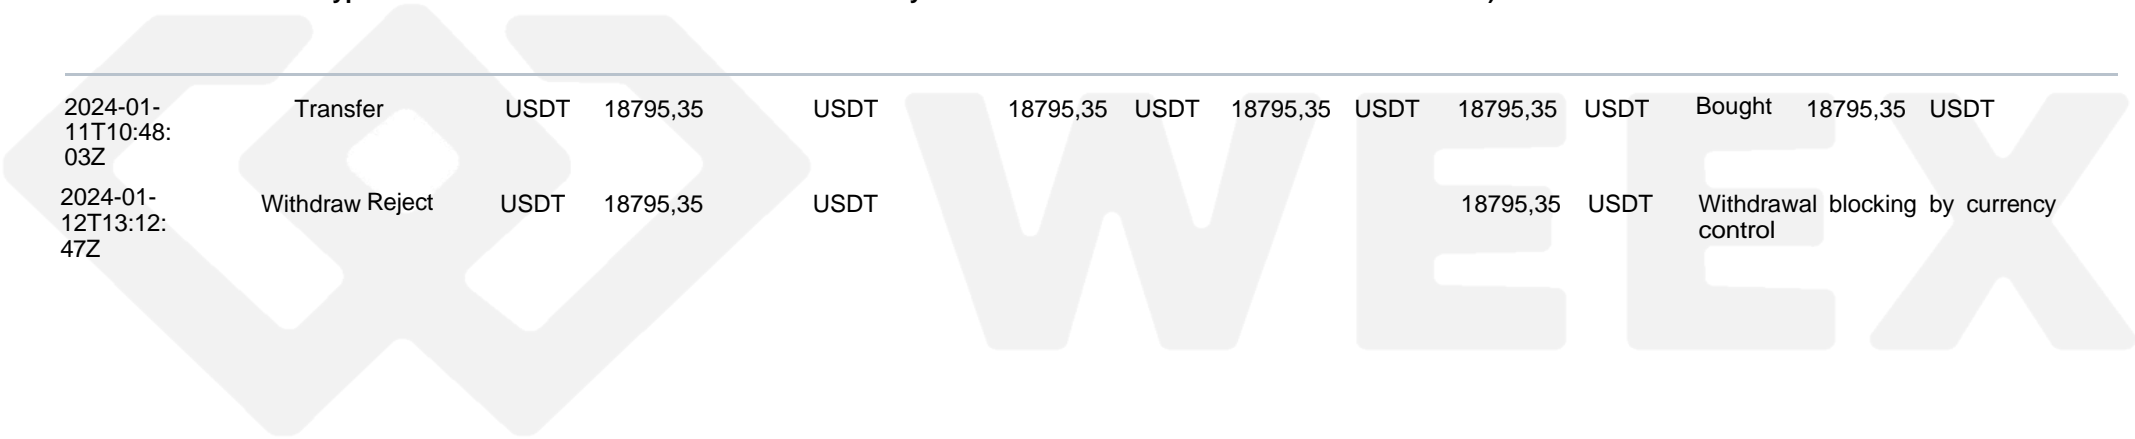 2024-01-
11T10:48:
03Z Transfer USDT 18795,35 USDT 18795,35 USDT 18795,35 USDT 18795,35 USDT Bought 18795,35 USDT
2024-01-
12T13:12:
47Z Withdraw Reject USDT 18795,35 USDT 18795,35 USDT Withdrawal blocking by currency
control
WEEX